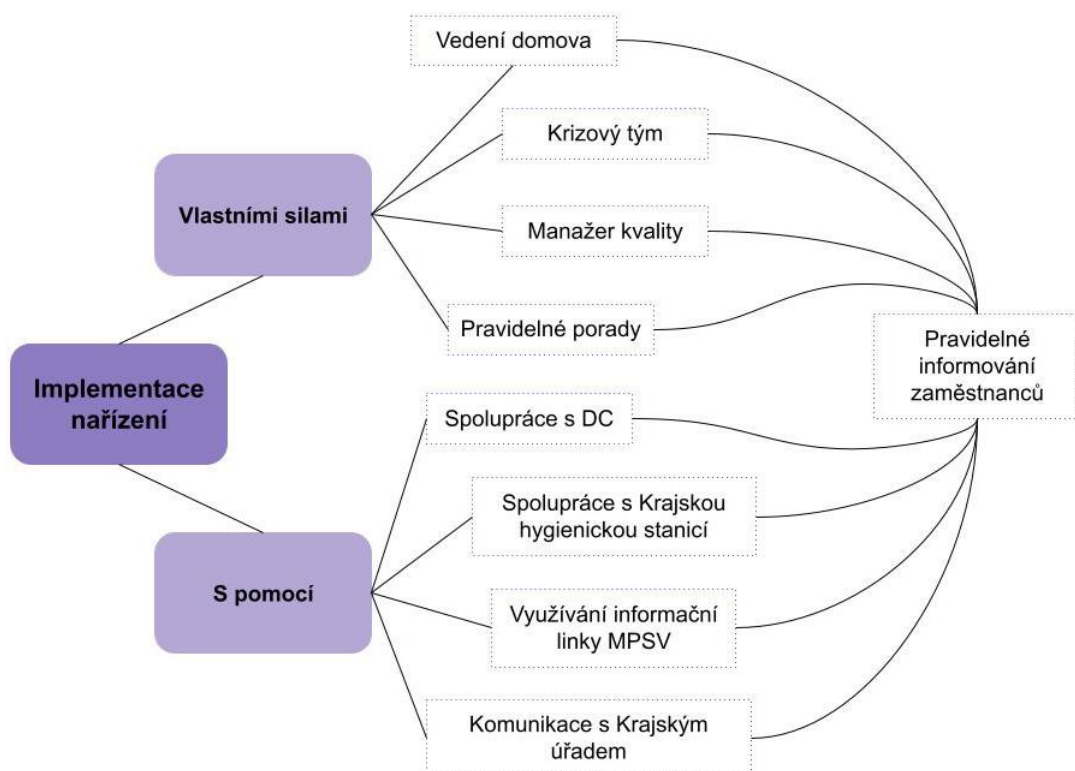 Vedení domova
Krizový tým
Vlastními silami
Manažer kvality
Pravidelné porady
Pravidelné
informování
zaměstnanců
Implementace
nařízení
Spolupráce s DC
Spolupráce s Krajskou
hygienickou stanicí
S pomocí
Využívání informační
linky MPSV
Komunikace s Krajským
úřadem